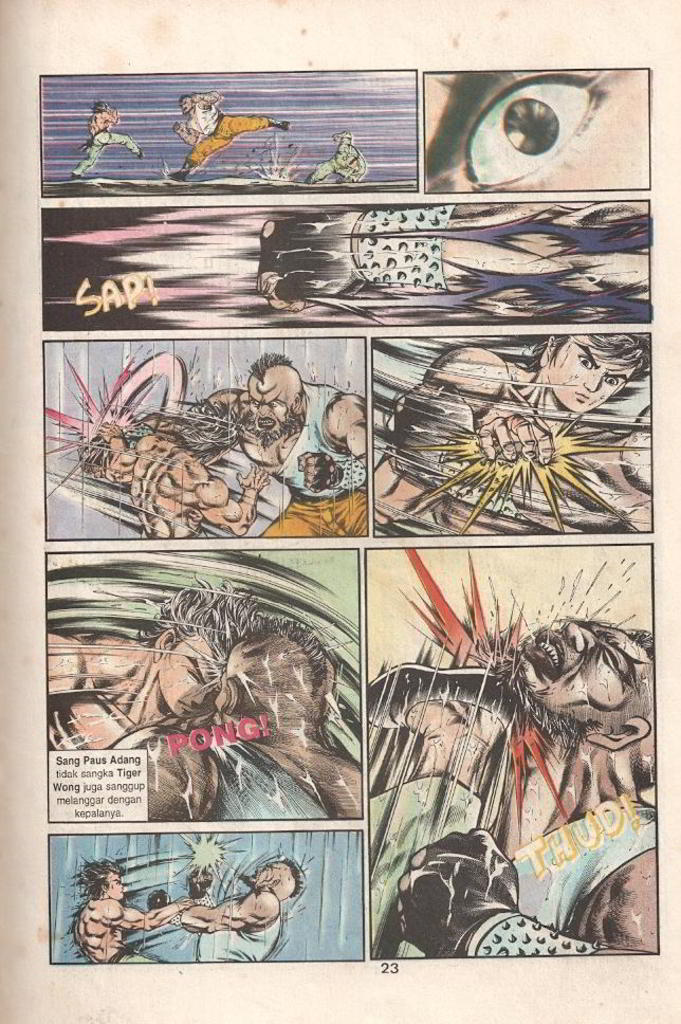 SAP!
PONG!
Sang Paus Adang
tidak sangka Tiger
Wong juga sanggup
melanggar dengan
kepalanya.
THUD!
23